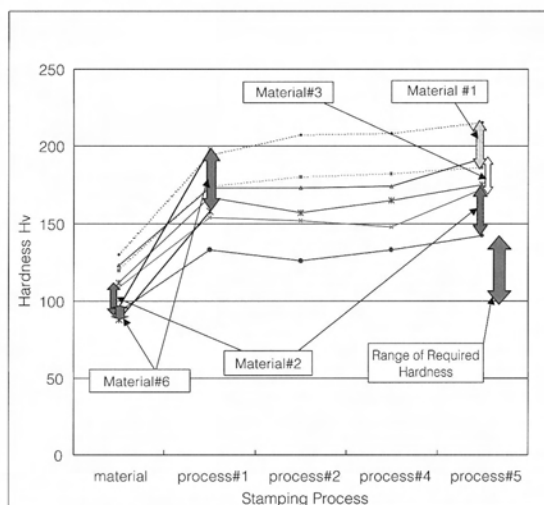 250
200
150
100
50
0
Hardness Hv
Material#3
Material #1
Material#6
Material#2
Range of Required
Hardness
material process#1 process#2 process#4 process#5
Stamping Process